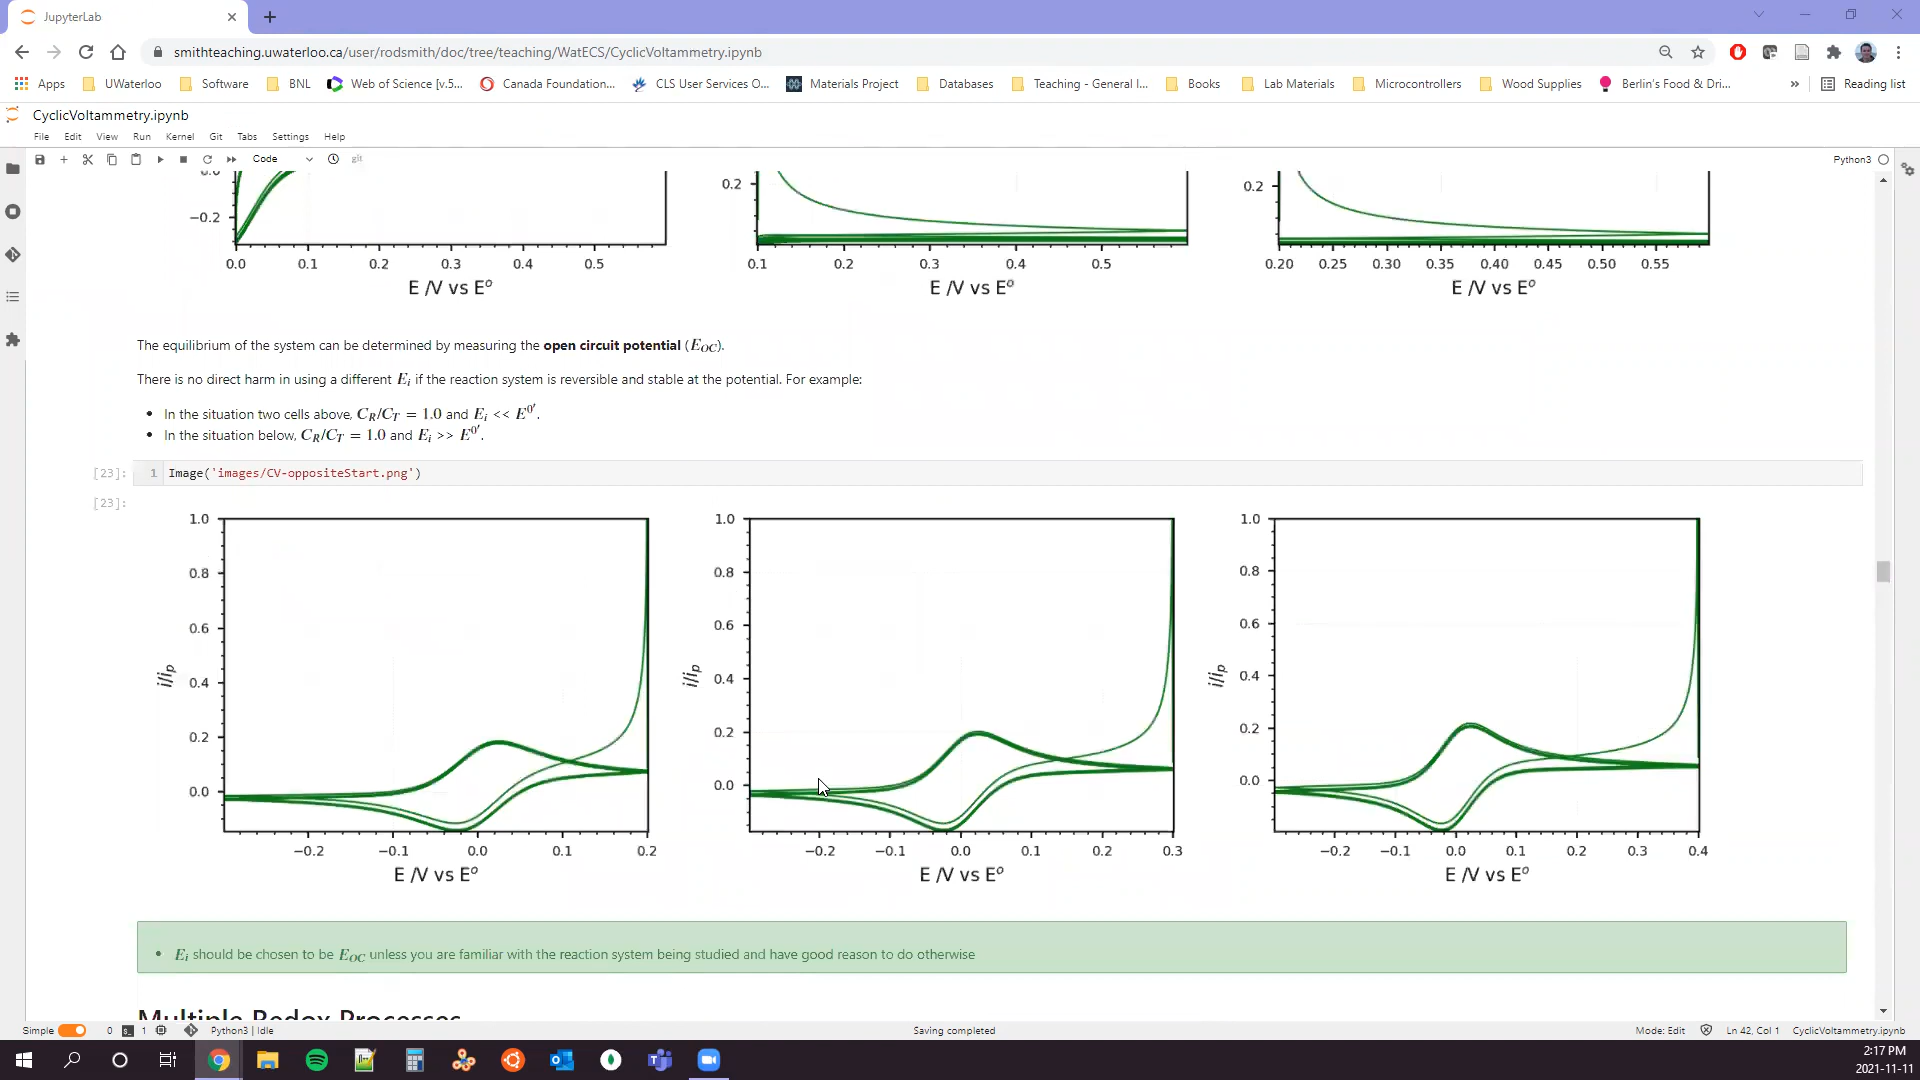 JupyterLab
smithteaching.uwaterloo.ca/user/rodsmith/doc/tree/teaching/WatECS/CyclicVoltammetry.ipynb
Apps UWaterloo Software BNL Web of Science [v.5... Canada Foundation... CLS User Services O... Materials Project Databases Teaching - General I... Books Lab Materials Microcontrollers Wood Supplies Berlin's Food & Dri... » Reading list
CyclicVoltammetry.ipynb
File Edit View Run Kernel Git Tabs Settings Help
Code git Python3
0.0 0.2 0.2
−0.2
0.0 0.1 0.2 0.3 0.4 0.5 0.1 0.2 0.3 0.4 0.5 0.20 0.25 0.30 0.35 0.40 0.45 0.50 0.55
E /V vs Eº E /V vs Eº E /V vs Eº
The equilibrium of the system can be determined by measuring the open circuit potential (E_OC).
There is no direct harm in using a different E_i if the reaction system is reversible and stable at the potential. For example:
• In the situation two cells above, C_R/C_T = 1.0 and E_i << E^0′.
• In the situation below, C_R/C_T = 1.0 and E_i >> E^0′.
[23]: 1 Image('images/CV-oppositeStart.png')
[23]:
1.0 1.0 1.0
0.8 0.8 0.8
0.6 0.6 0.6
i/i_p 0.4 i/i_p 0.4 i/i_p 0.4
0.2 0.2 0.2
0.0 0.0 0.0
−0.2 −0.1 0.0 0.1 0.2 −0.2 −0.1 0.0 0.1 0.2 0.3 −0.2 −0.1 0.0 0.1 0.2 0.3 0.4
E /V vs Eº E /V vs Eº E /V vs Eº
• E_i should be chosen to be E_OC unless you are familiar with the reaction system being studied and have good reason to do otherwise
Multiple Redox Processes
Simple 0 1 Python3 | Idle Saving completed Mode: Edit Ln 42, Col 1 CyclicVoltammetry.ipynb
2:17 PM
2021-11-11